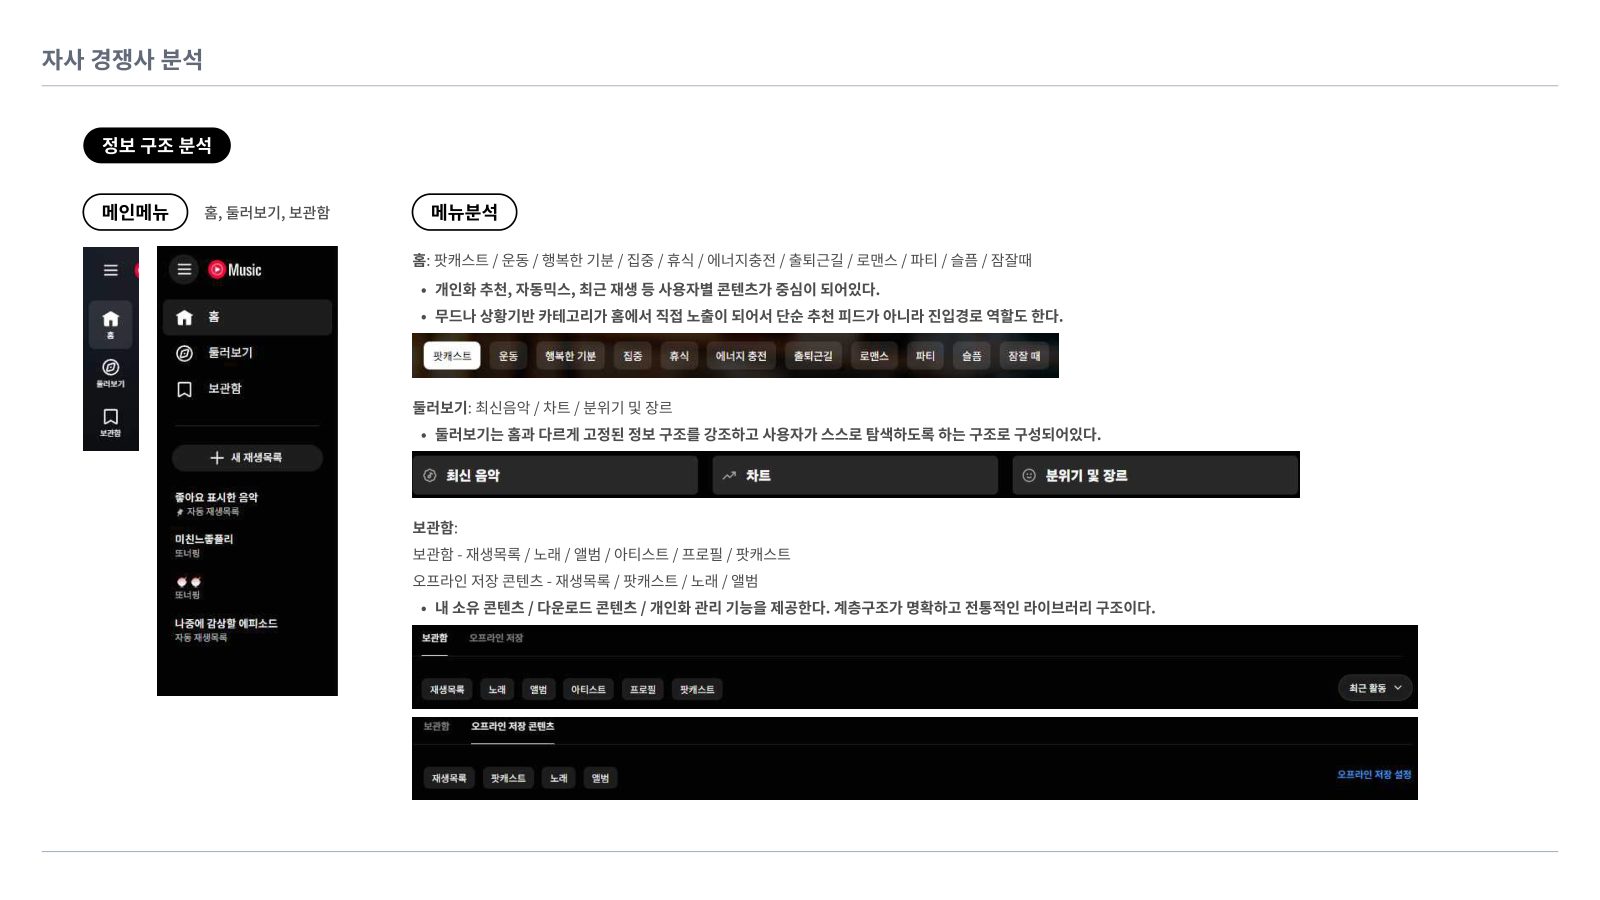 자사 경쟁사 분석
정보 구조 분석
메인메뉴
홈, 둘러보기, 보관함
홈
둘러보기
보관함
Music
홈
둘러보기
보관함
+ 새 재생목록
좋아요 표시한 음악
자동 재생목록
미친느좋플리
또너링
또너링
나중에 감상할 에피소드
자동 재생목록
메뉴분석
홈: 팟캐스트 / 운동 / 행복한 기분 / 집중 / 휴식 / 에너지충전 / 출퇴근길 / 로맨스 / 파티 / 슬픔 / 잠잘때
• 개인화 추천, 자동믹스, 최근 재생 등 사용자별 콘텐츠가 중심이 되어있다.
• 무드나 상황기반 카테고리가 홈에서 직접 노출이 되어서 단순 추천 피드가 아니라 진입경로 역할도 한다.
팟캐스트 운동 행복한 기분 집중 휴식 에너지 충전 출퇴근길 로맨스 파티 슬픔 잠잘 때
둘러보기: 최신음악 / 차트 / 분위기 및 장르
• 둘러보기는 홈과 다르게 고정된 정보 구조를 강조하고 사용자가 스스로 탐색하도록 하는 구조로 구성되어있다.
최신 음악 차트 분위기 및 장르
보관함:
보관함 - 재생목록 / 노래 / 앨범 / 아티스트 / 프로필 / 팟캐스트
오프라인 저장 콘텐츠 - 재생목록 / 팟캐스트 / 노래 / 앨범
• 내 소유 콘텐츠 / 다운로드 콘텐츠 / 개인화 관리 기능을 제공한다. 계층구조가 명확하고 전통적인 라이브러리 구조이다.
보관함 오프라인 저장
재생목록 노래 앨범 아티스트 프로필 팟캐스트 최근 활동
보관함 오프라인 저장 콘텐츠
재생목록 팟캐스트 노래 앨범 오프라인 저장 설정